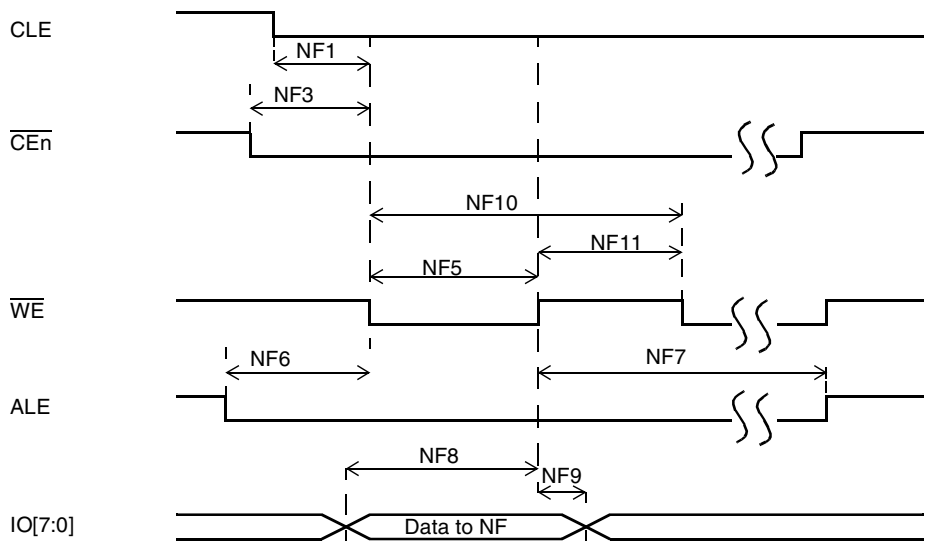 CLE
NF1
NF3
CEn
NF10
NF11
NF5
WE
NF6
NF7
ALE
NF8
NF9
IO[7:0]
Data to NF